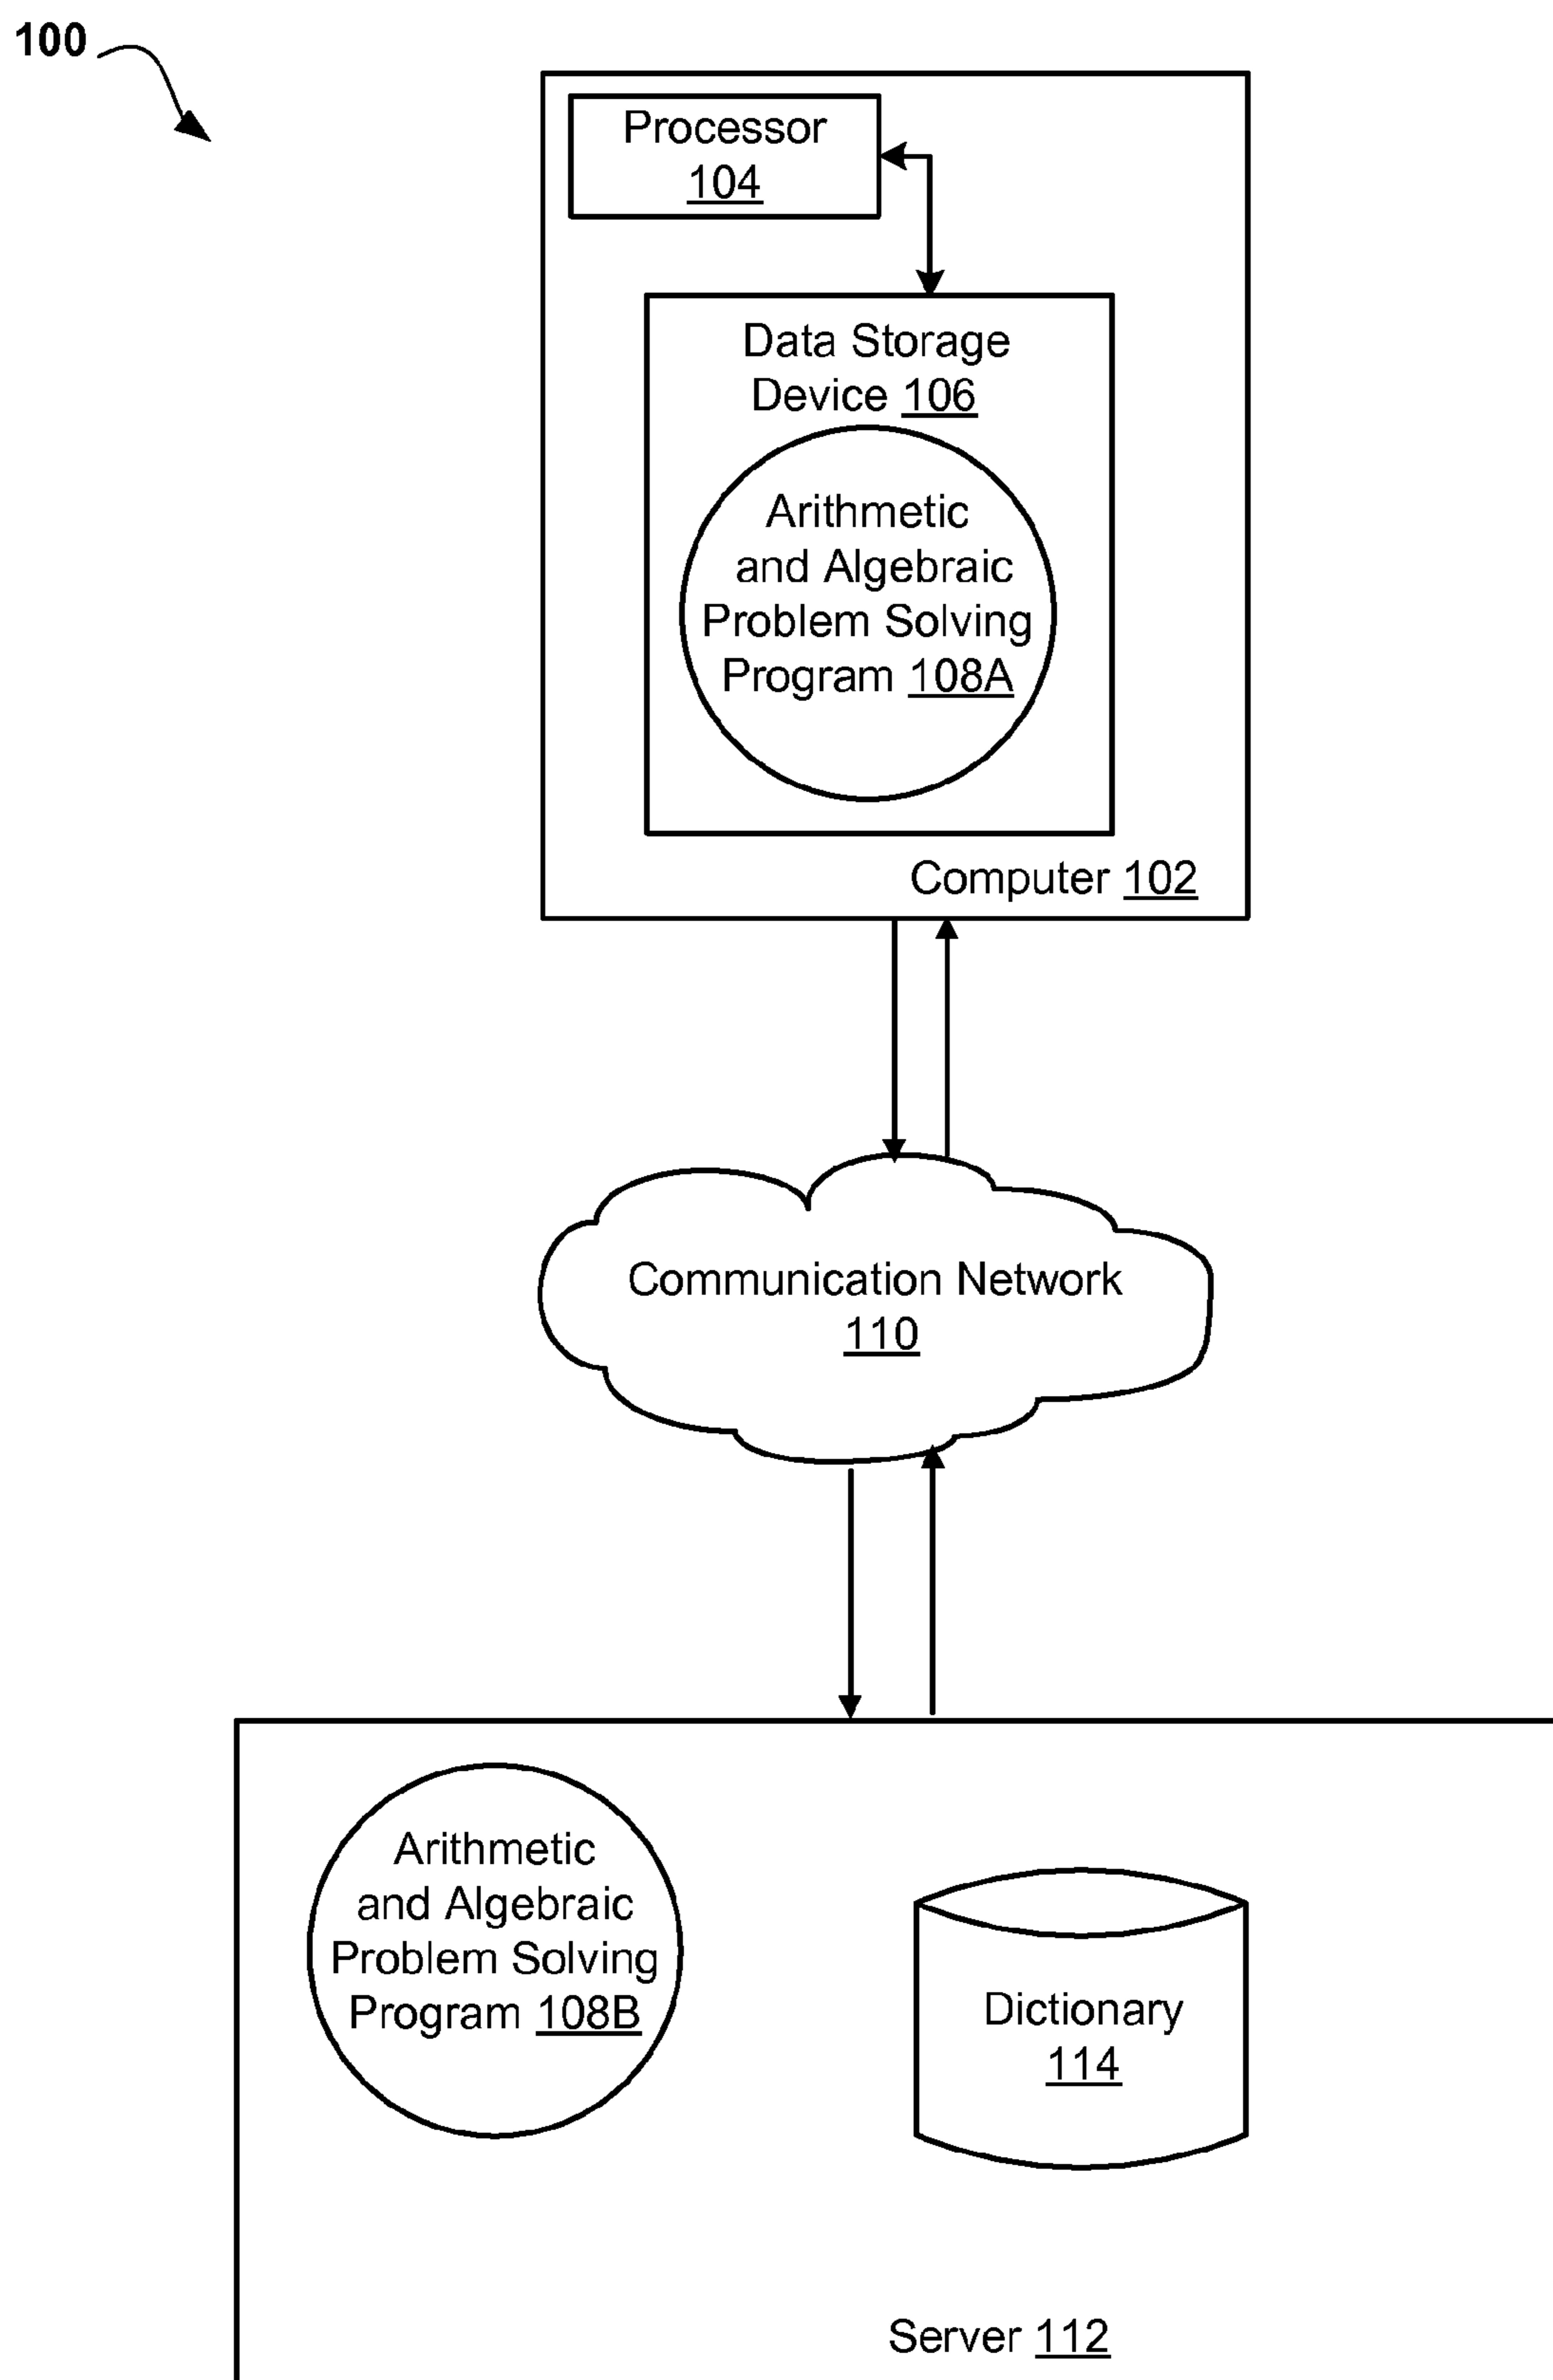 100
Processor
104
Data Storage
Device 106
Arithmetic
and Algebraic
Problem Solving
Program 108A
Computer 102
Communication Network
110
Arithmetic
and Algebraic
Problem Solving
Program 108B
Dictionary
114
Server 112